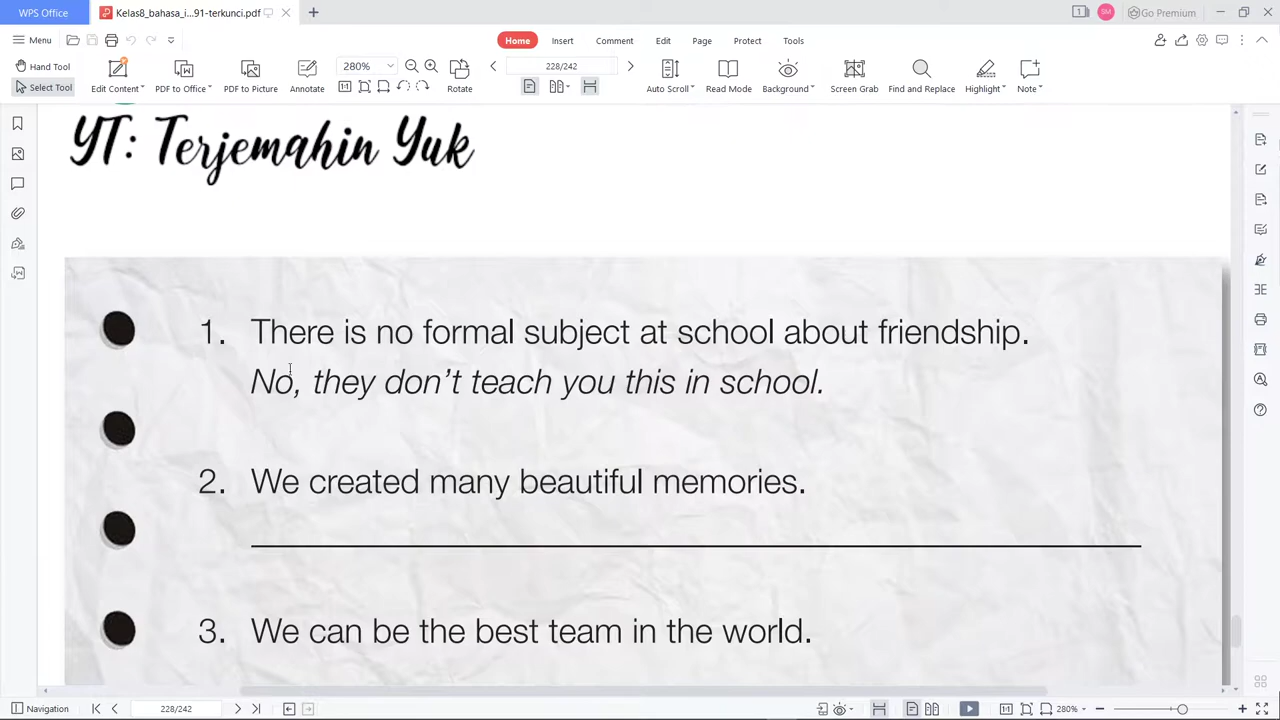 WPS Office
Kelas8_bahasa_i...91-terkunci.pdf
1
SM
Go Premium
Menu
Home
Insert
Comment
Edit
Page
Protect
Tools
Hand Tool
Select Tool
Edit Content
PDF to Office
PDF to Picture
Annotate
280%
Rotate
228/242
Auto Scroll
Read Mode
Background
Screen Grab
Find and Replace
Highlight
Note
YT: Terjemahin Yuk
1. There is no formal subject at school about friendship.
No, they don't teach you this in school.
2. We created many beautiful memories.
3. We can be the best team in the world.
Navigation
228/242
280%